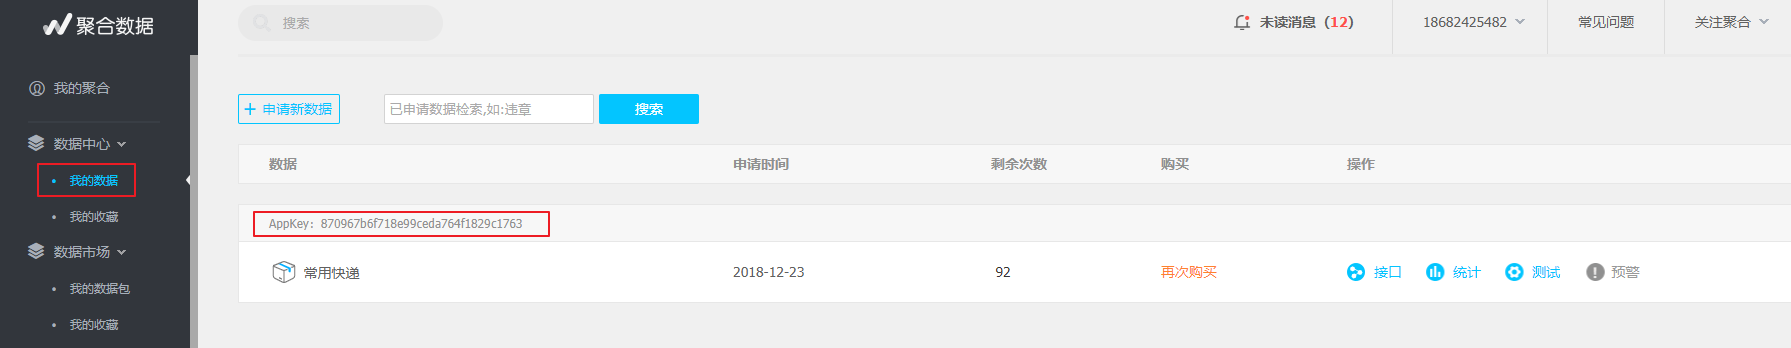 聚合数据
搜索
未读消息（12）
18682425482
常见问题
关注聚合
我的聚合
数据中心
我的数据
我的收藏
数据市场
我的数据包
我的收藏
+ 申请新数据
已申请数据检索,如:违章
搜索
数据 申请时间 剩余次数 购买 操作
AppKey: 870967b6f718e99ceda764f1829c1763
常用快递 2018-12-23 92 再次购买 接口 统计 测试 预警